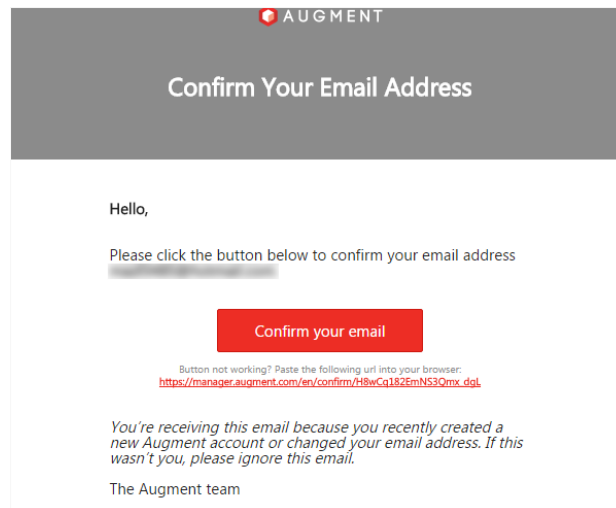 AUGMENT
Confirm Your Email Address
Hello,
Please click the button below to confirm your email address
Confirm your email
Button not working? Paste the following url into your browser:
https://manager.augment.com/en/confirm/H8wCq182EmNS3Qmx_dgL
You're receiving this email because you recently created a
new Augment account or changed your email address. If this
wasn't you, please ignore this email.
The Augment team